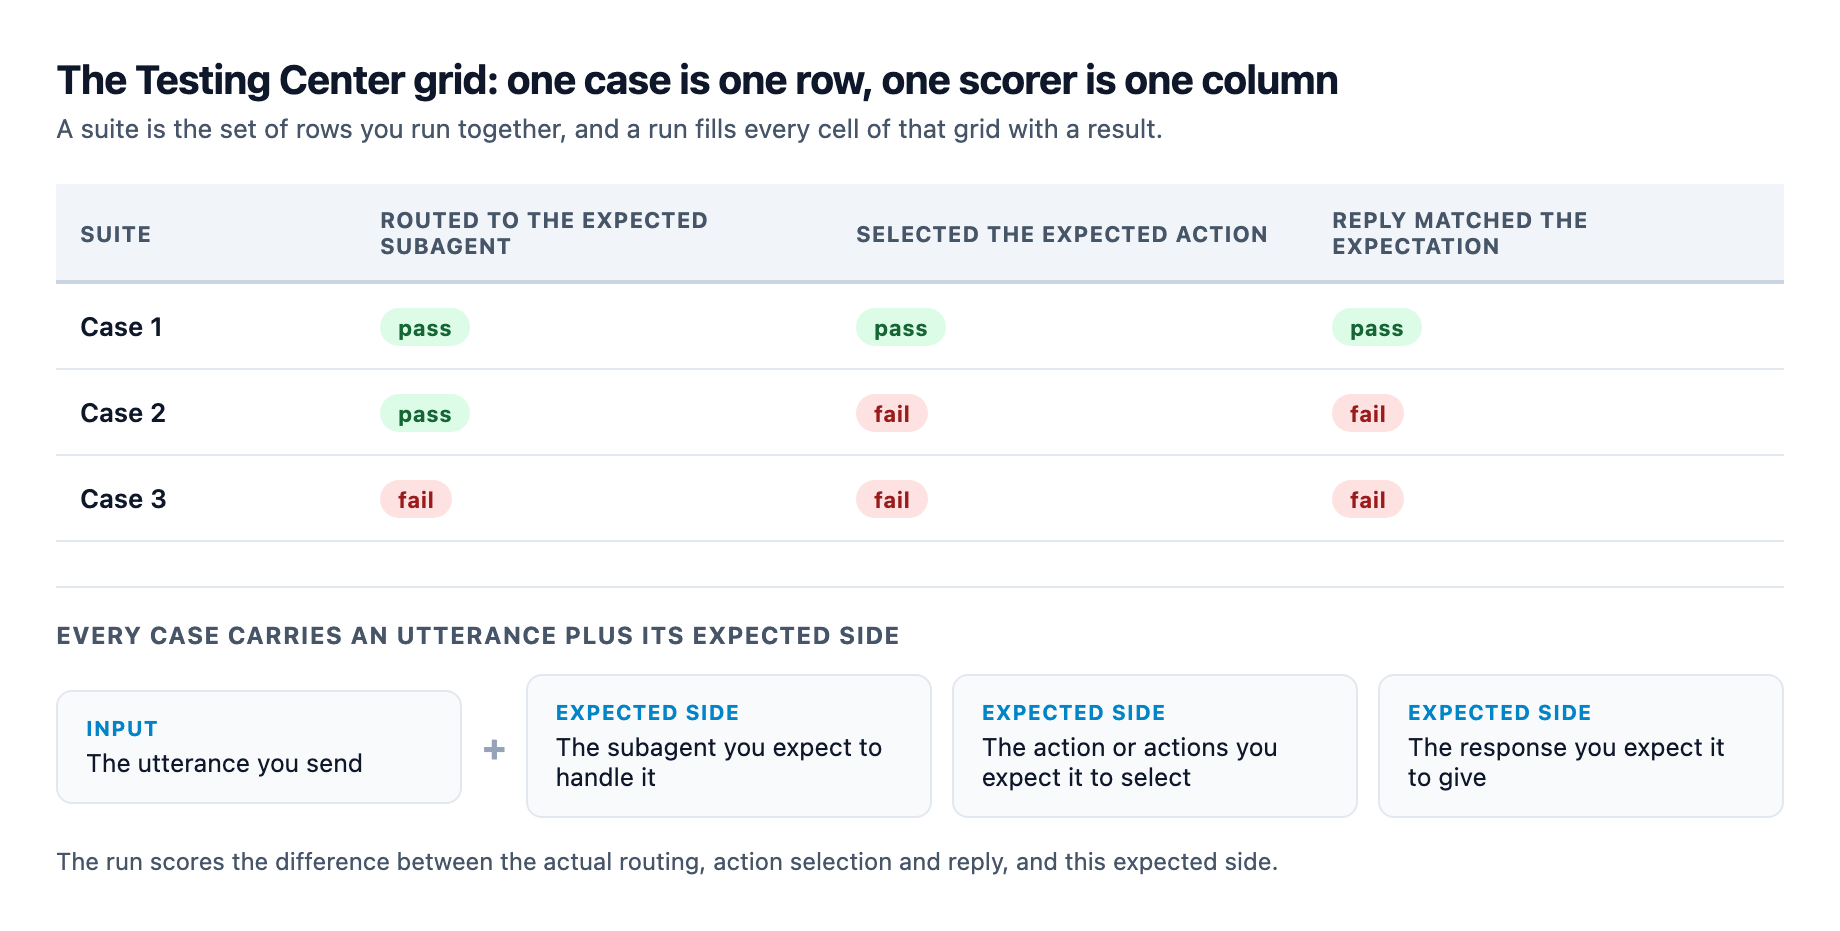 The Testing Center grid: one case is one row, one scorer is one column
A suite is the set of rows you run together, and a run fills every cell of that grid with a result.
SUITE
ROUTED TO THE EXPECTED
SUBAGENT
SELECTED THE EXPECTED ACTION
REPLY MATCHED THE
EXPECTATION
Case 1
pass
pass
pass
Case 2
pass
fail
fail
Case 3
fail
fail
fail
EVERY CASE CARRIES AN UTTERANCE PLUS ITS EXPECTED SIDE
INPUT
The utterance you send
+
EXPECTED SIDE
The subagent you expect to
handle it
EXPECTED SIDE
The action or actions you
expect it to select
EXPECTED SIDE
The response you expect it
to give
The run scores the difference between the actual routing, action selection and reply, and this expected side.